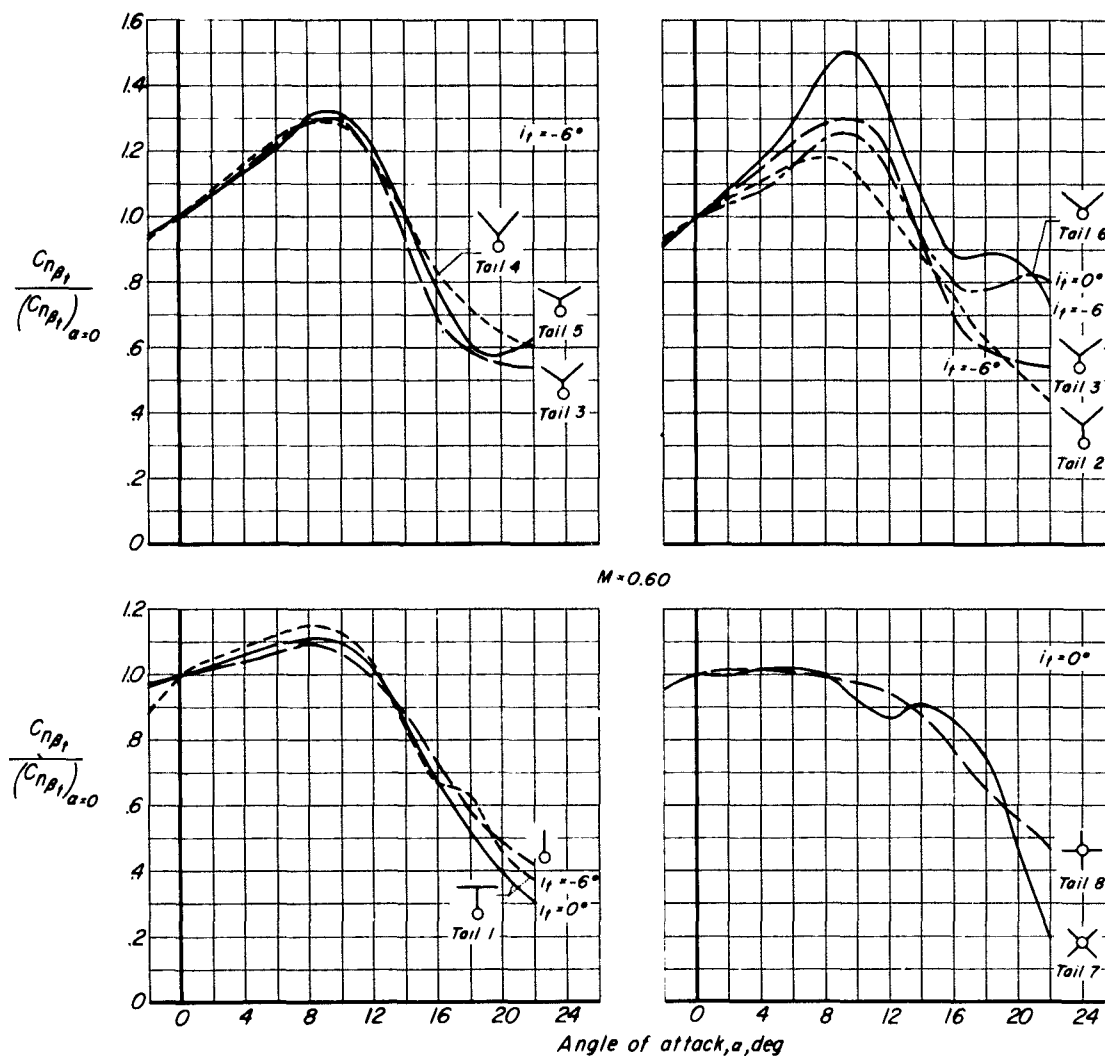 1.6
1.4
1.2
1.0
.8
.6
.4
.2
0
Cnβt
(Cnβt)α=0
it=-6°
Tail 4
Tail 5
Tail 3
Tail 6
it=0°
it=-6
it=-6°
Tail 3
Tail 2
M=0.60
1.2
1.0
.8
.6
.4
.2
0
Cnβt
(Cnβt)α=0
it=-6°
it=0°
Tail 1
0 4 8 12 16 20 24
it=0°
Tail 8
Tail 7
0 4 8 12 16 20 24
Angle of attack, α, deg